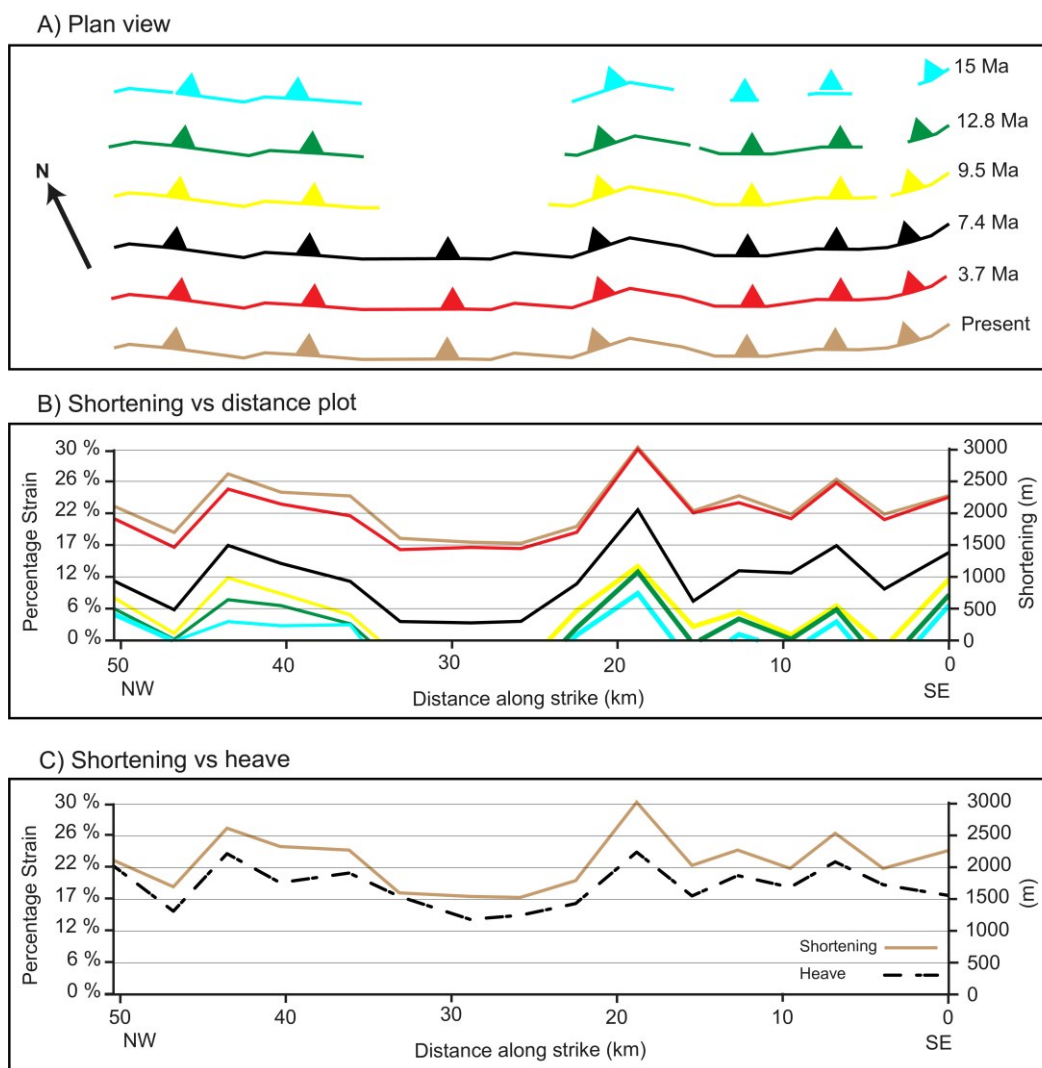 A) Plan view
15 Ma
12.8 Ma
N
9.5 Ma
7.4 Ma
3.7 Ma
Present
B) Shortening vs distance plot
Percentage Strain
30 %
26 %
22 %
17 %
12 %
6 %
0 %
3000
2500
2000
1500
1000
500
0
Shortening (m)
50 40 30 20 10 0
NW SE
Distance along strike (km)
C) Shortening vs heave
Percentage Strain
30 %
26 %
22 %
17 %
12 %
6 %
0 %
3000
2500
2000
1500
1000
500
0
(m)
Shortening
Heave
50 40 30 20 10 0
NW SE
Distance along strike (km)